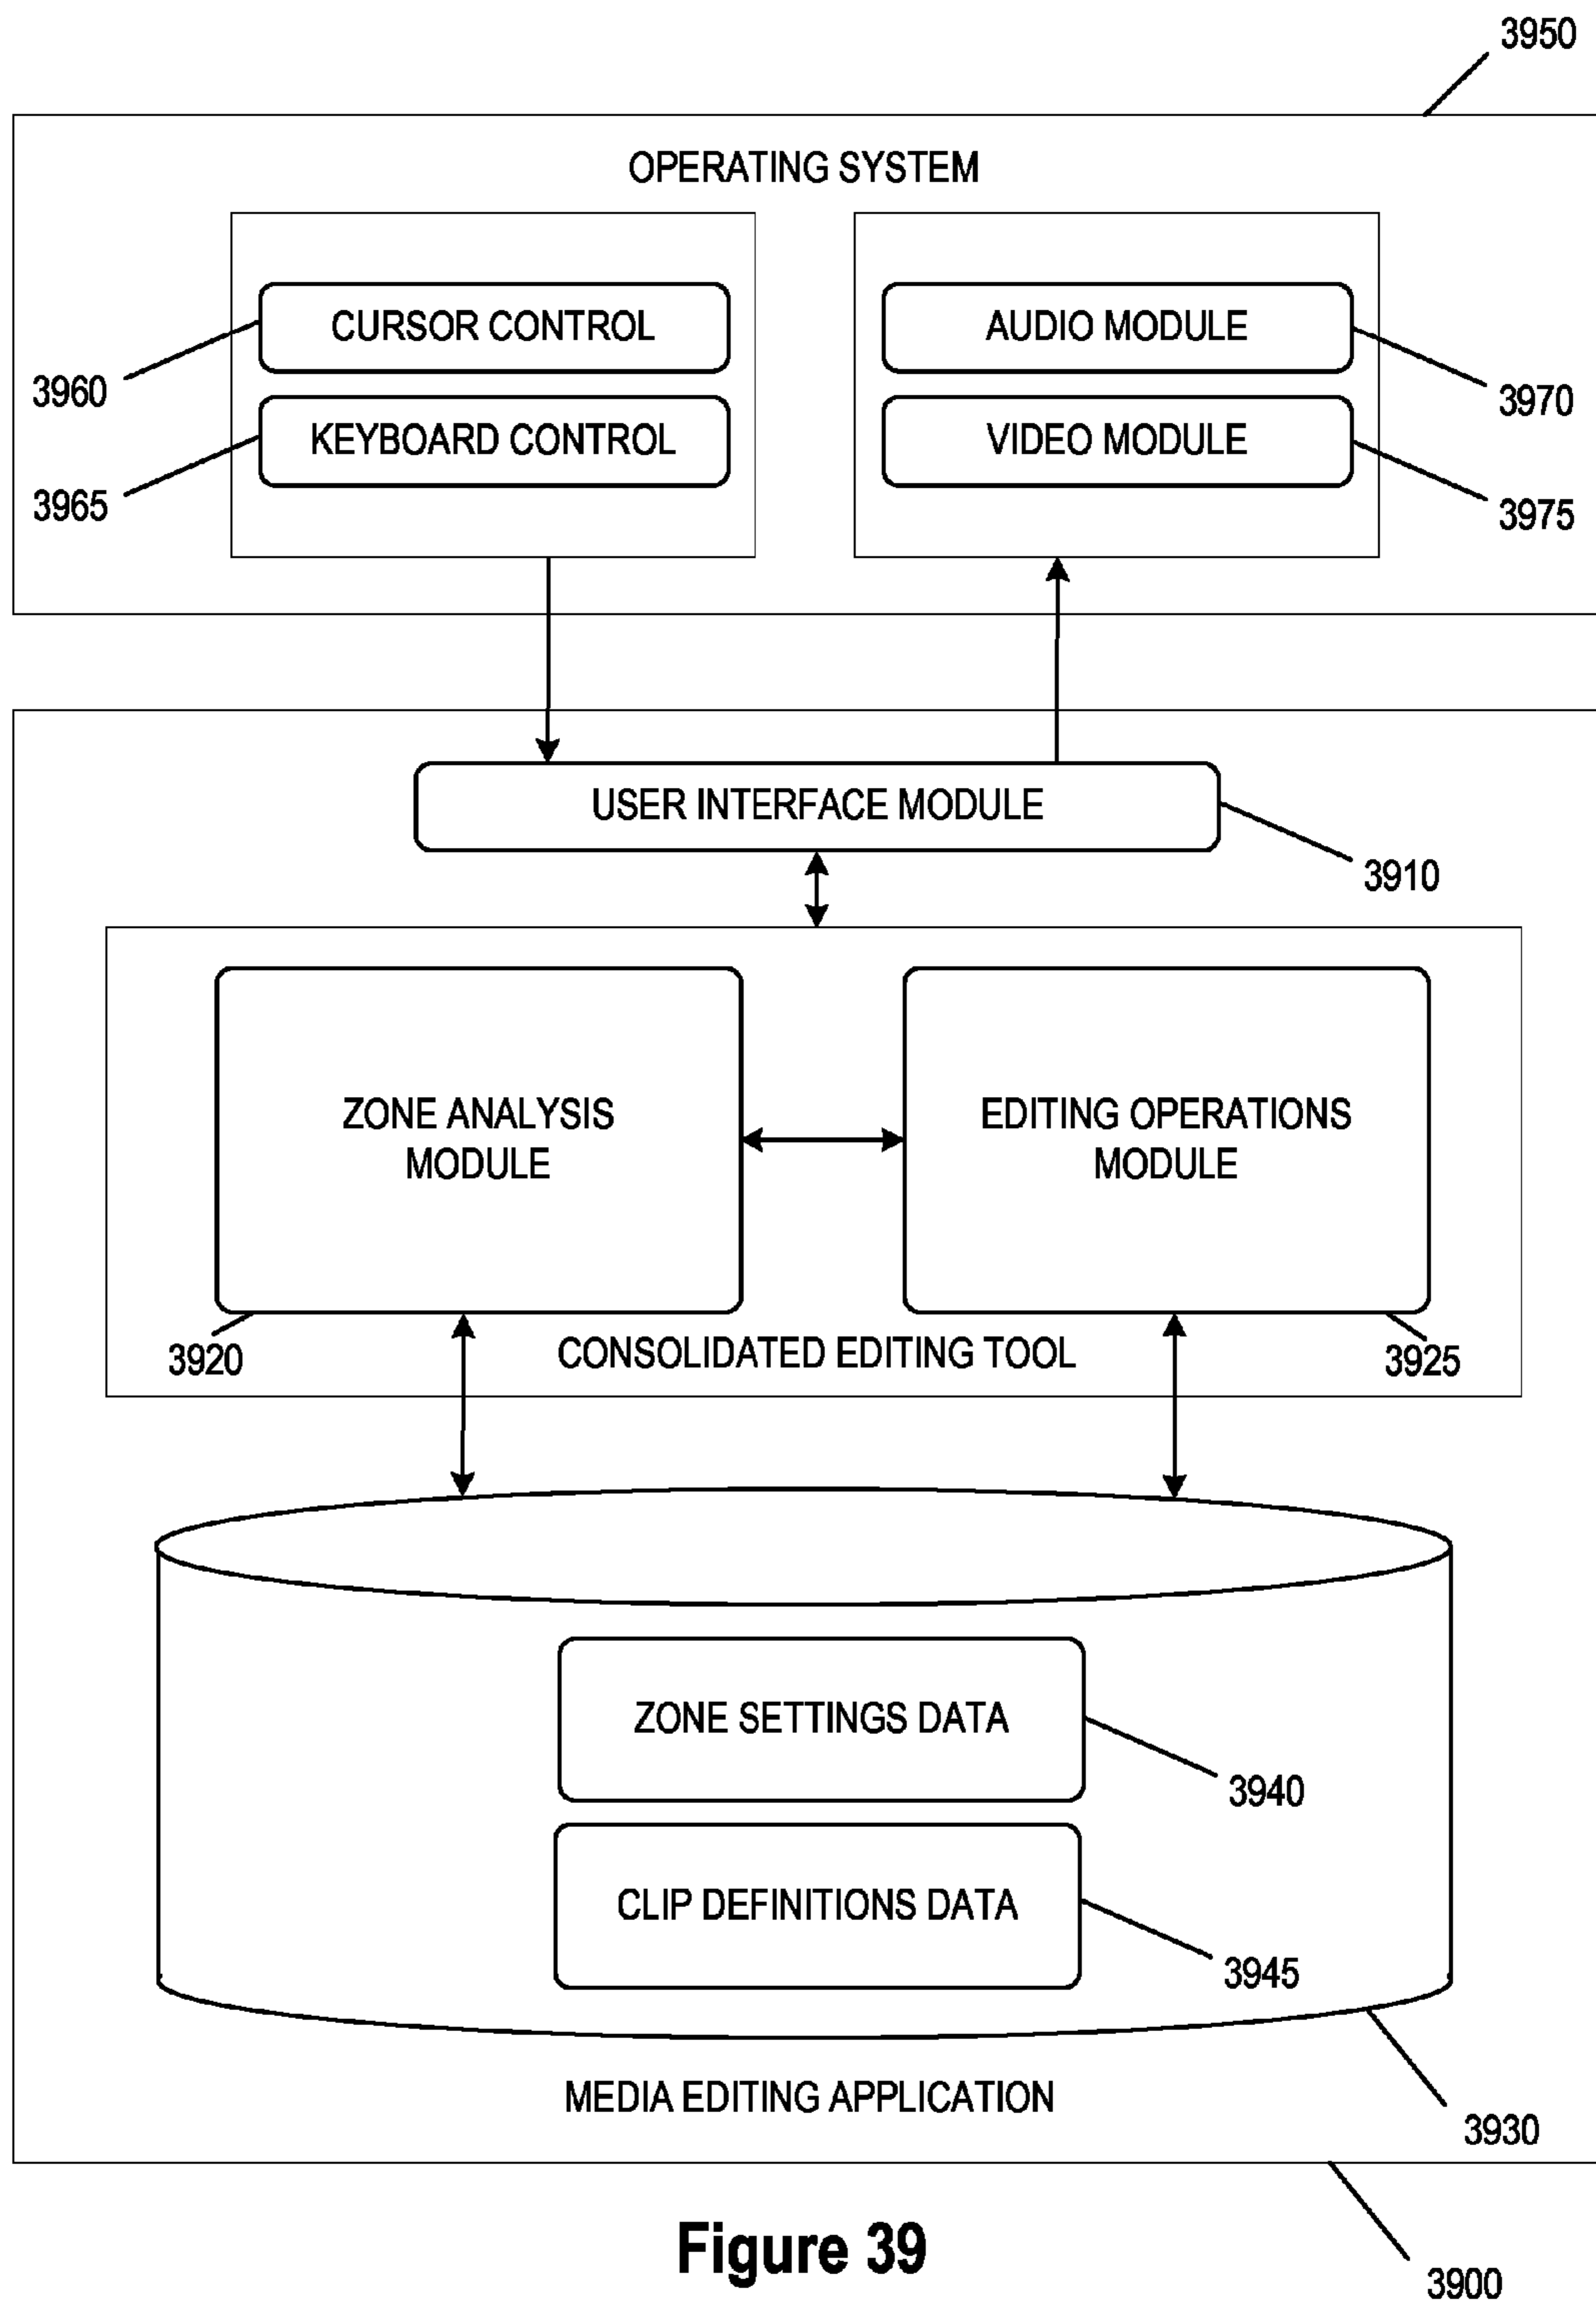 3950
OPERATING SYSTEM
CURSOR CONTROL
AUDIO MODULE
3960
3970
KEYBOARD CONTROL
VIDEO MODULE
3965
3975
USER INTERFACE MODULE
3910
ZONE ANALYSIS
MODULE
EDITING OPERATIONS
MODULE
3920
CONSOLIDATED EDITING TOOL
3925
ZONE SETTINGS DATA
3940
CLIP DEFINITIONS DATA
3945
MEDIA EDITING APPLICATION
3930
Figure 39
3900